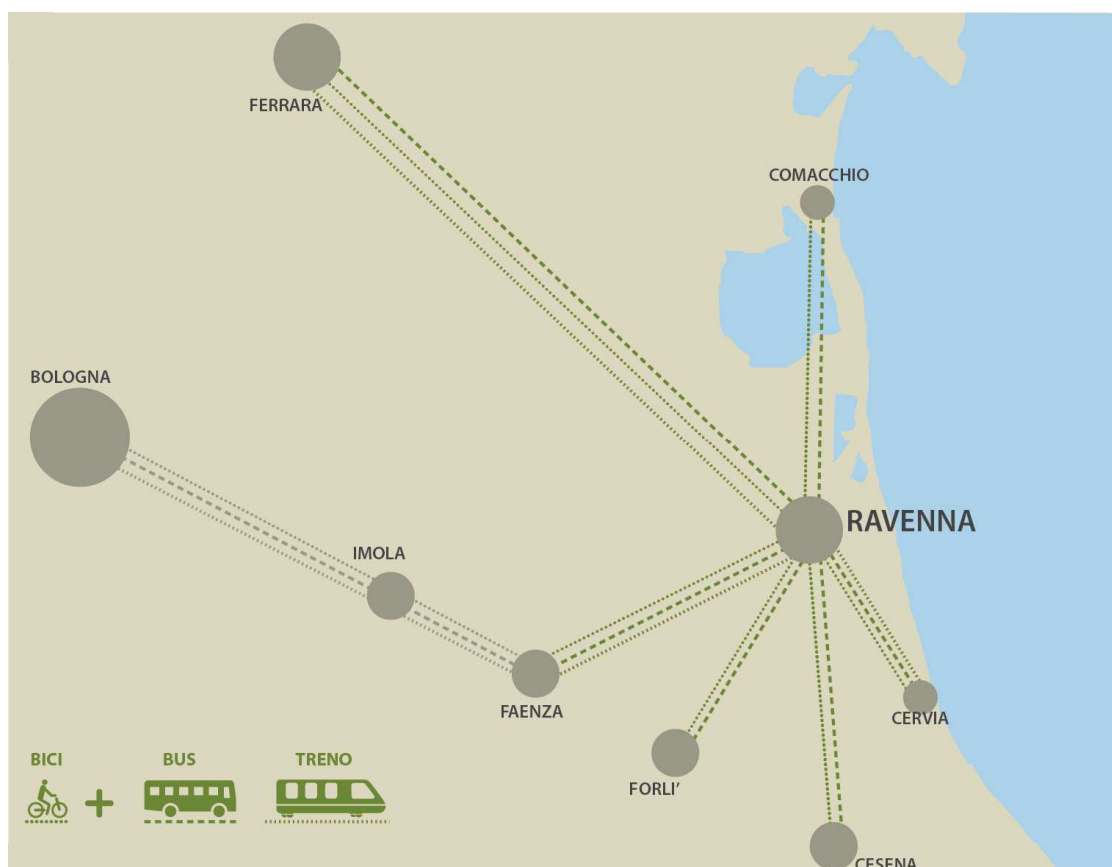 FERRARA
COMACCHIO
BOLOGNA
RAVENNA
IMOLA
FAENZA
CERVIA
FORLI'
CESENA
BICI
BUS
TRENO
+